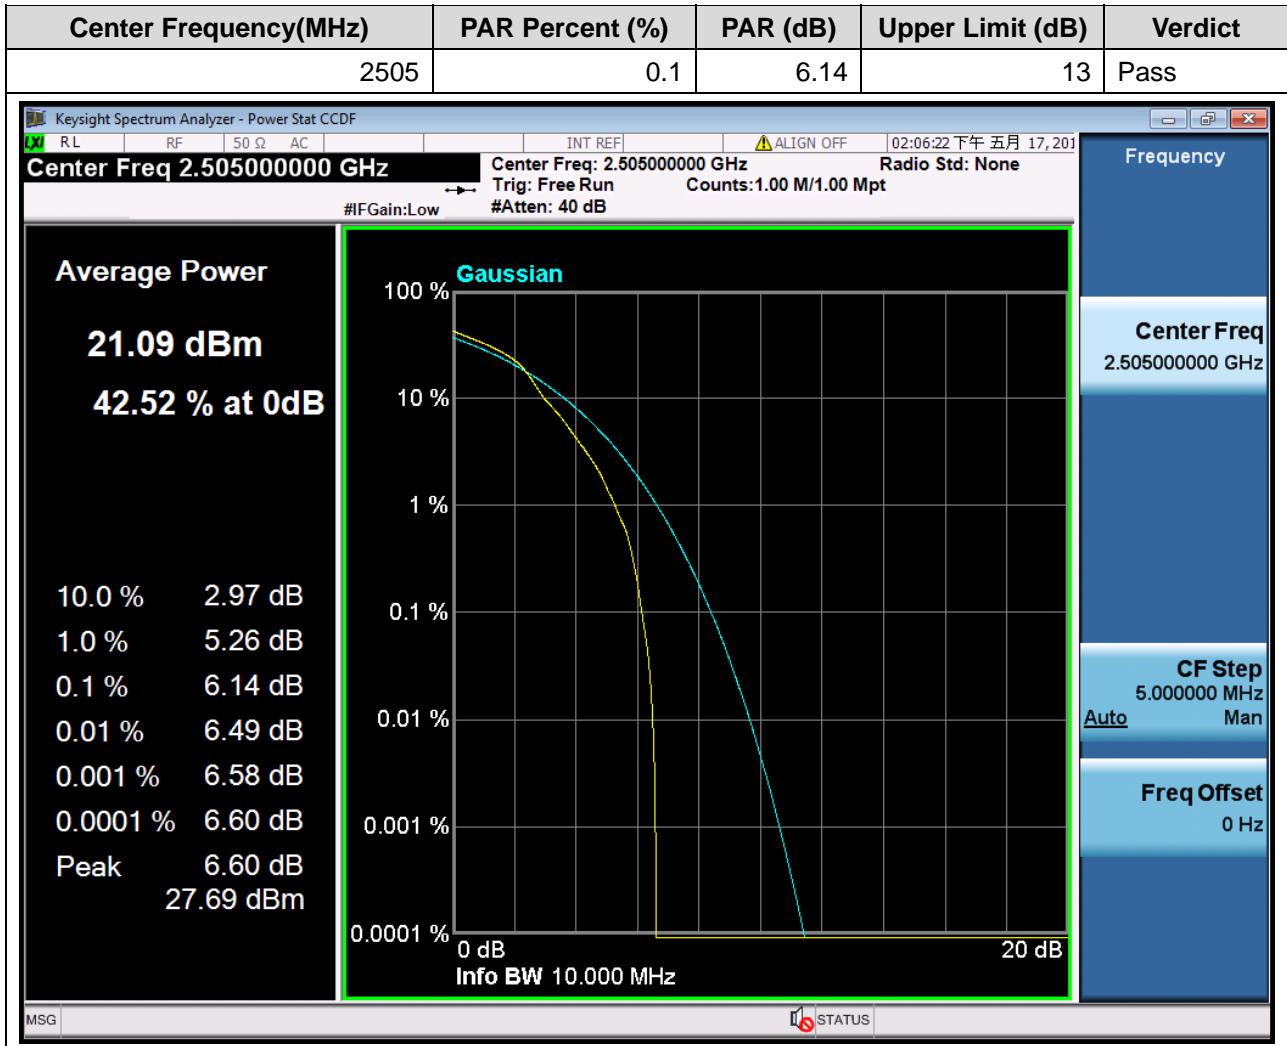 Center Frequency(MHz) PAR Percent (%) PAR (dB) Upper Limit (dB) Verdict
2505 0.1 6.14 13 Pass
Keysight Spectrum Analyzer - Power Stat CCDF
LXI RL RF 50 Ω AC INT REF ALIGN OFF 02:06:22 下午 五月 17, 201
Center Freq 2.505000000 GHz
Center Freq: 2.505000000 GHz Radio Std: None
Trig: Free Run Counts:1.00 M/1.00 Mpt
#IFGain:Low #Atten: 40 dB
Frequency
Average Power
21.09 dBm
42.52 % at 0dB
10.0 % 2.97 dB
1.0 % 5.26 dB
0.1 % 6.14 dB
0.01 % 6.49 dB
0.001 % 6.58 dB
0.0001 % 6.60 dB
Peak 6.60 dB
27.69 dBm
Gaussian
100 %
10 %
1 %
0.1 %
0.01 %
0.001 %
0.0001 %
0 dB 20 dB
Info BW 10.000 MHz
Center Freq
2.505000000 GHz
CF Step
5.000000 MHz
Auto Man
Freq Offset
0 Hz
MSG STATUS